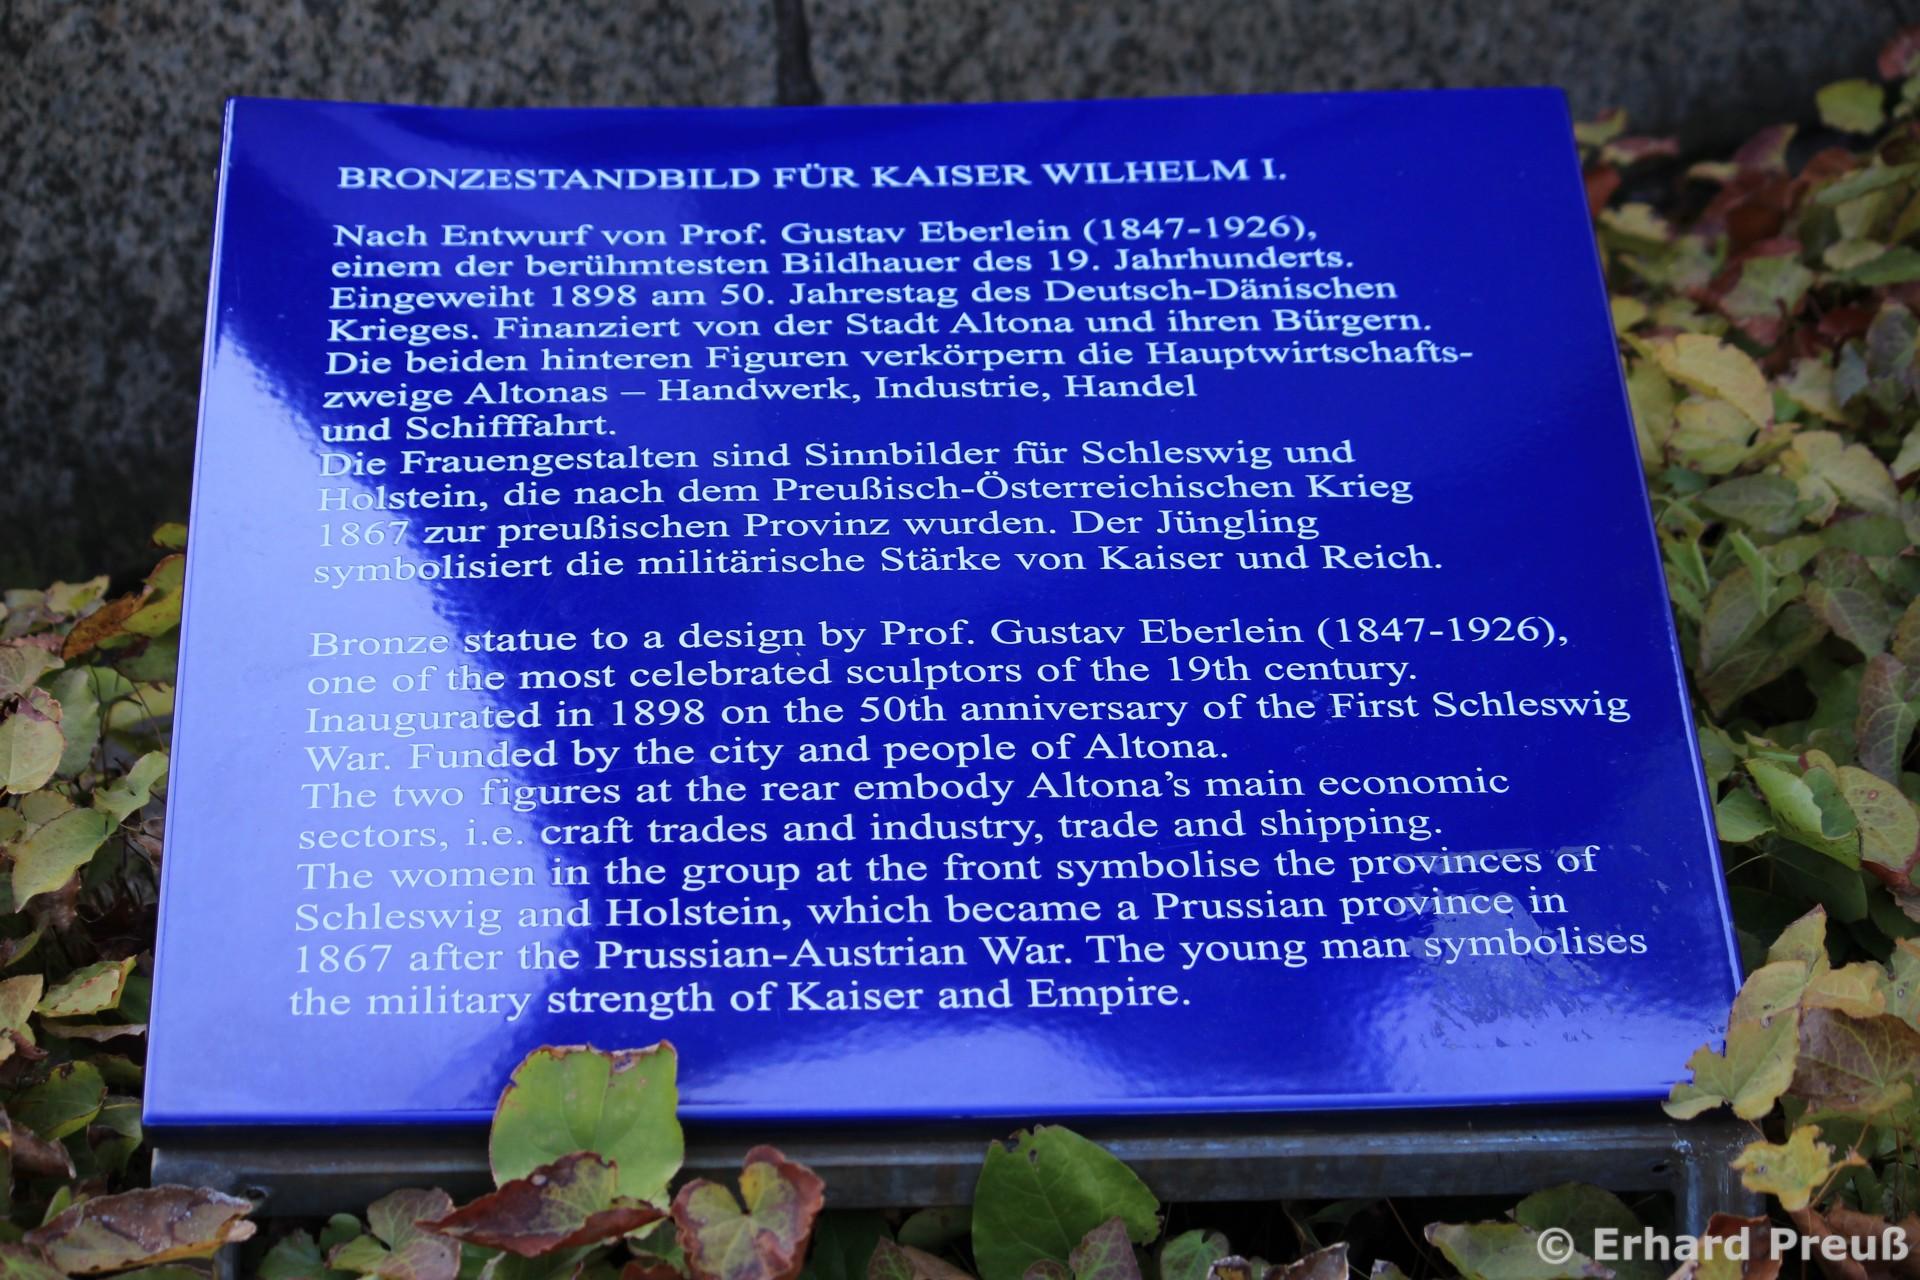 BRONZESTANDBILD FÜR KAISER WILHELM I.
Nach Entwurf von Prof. Gustav Eberlein (1847-1926),
einem der berühmtesten Bildhauer des 19. Jahrhunderts.
Eingeweiht 1898 am 50. Jahrestag des Deutsch-Dänischen
Krieges. Finanziert von der Stadt Altona und ihren Bürgern.
Die beiden hinteren Figuren verkörpern die Hauptwirtschafts-
zweige Altonas – Handwerk, Industrie, Handel
und Schifffahrt.
Die Frauengestalten sind Sinnbilder für Schleswig und
Holstein, die nach dem Preußisch-Österreichischen Krieg
1867 zur preußischen Provinz wurden. Der Jüngling
symbolisiert die militärische Stärke von Kaiser und Reich.
Bronze statue to a design by Prof. Gustav Eberlein (1847-1926),
one of the most celebrated sculptors of the 19th century.
Inaugurated in 1898 on the 50th anniversary of the First Schleswig
War. Funded by the city and people of Altona.
The two figures at the rear embody Altona's main economic
sectors, i.e. craft trades and industry, trade and shipping.
The women in the group at the front symbolise the provinces of
Schleswig and Holstein, which became a Prussian province in
1867 after the Prussian-Austrian War. The young man symbolises
the military strength of Kaiser and Empire.
© Erhard Preuß